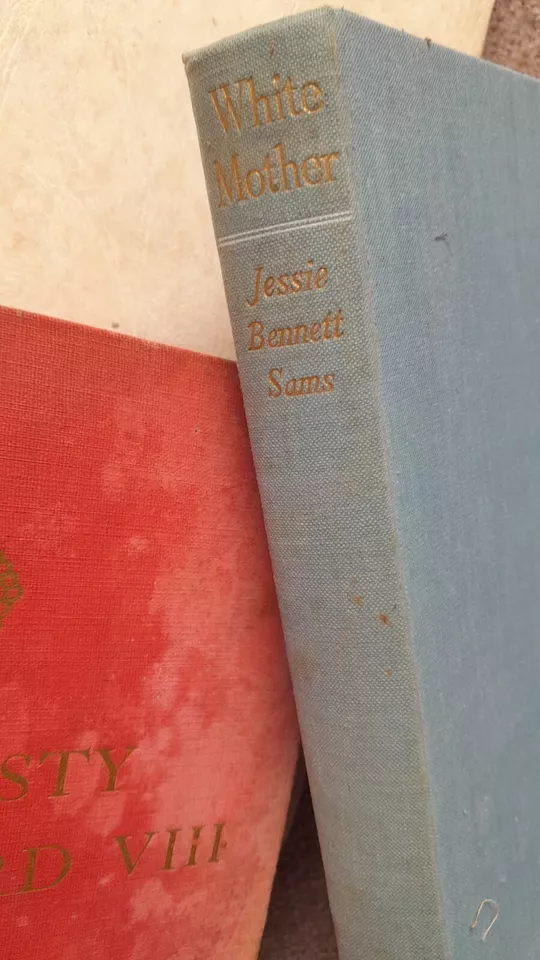 White
Mother
Jessie
Bennett
Sams
STY
RD VIII